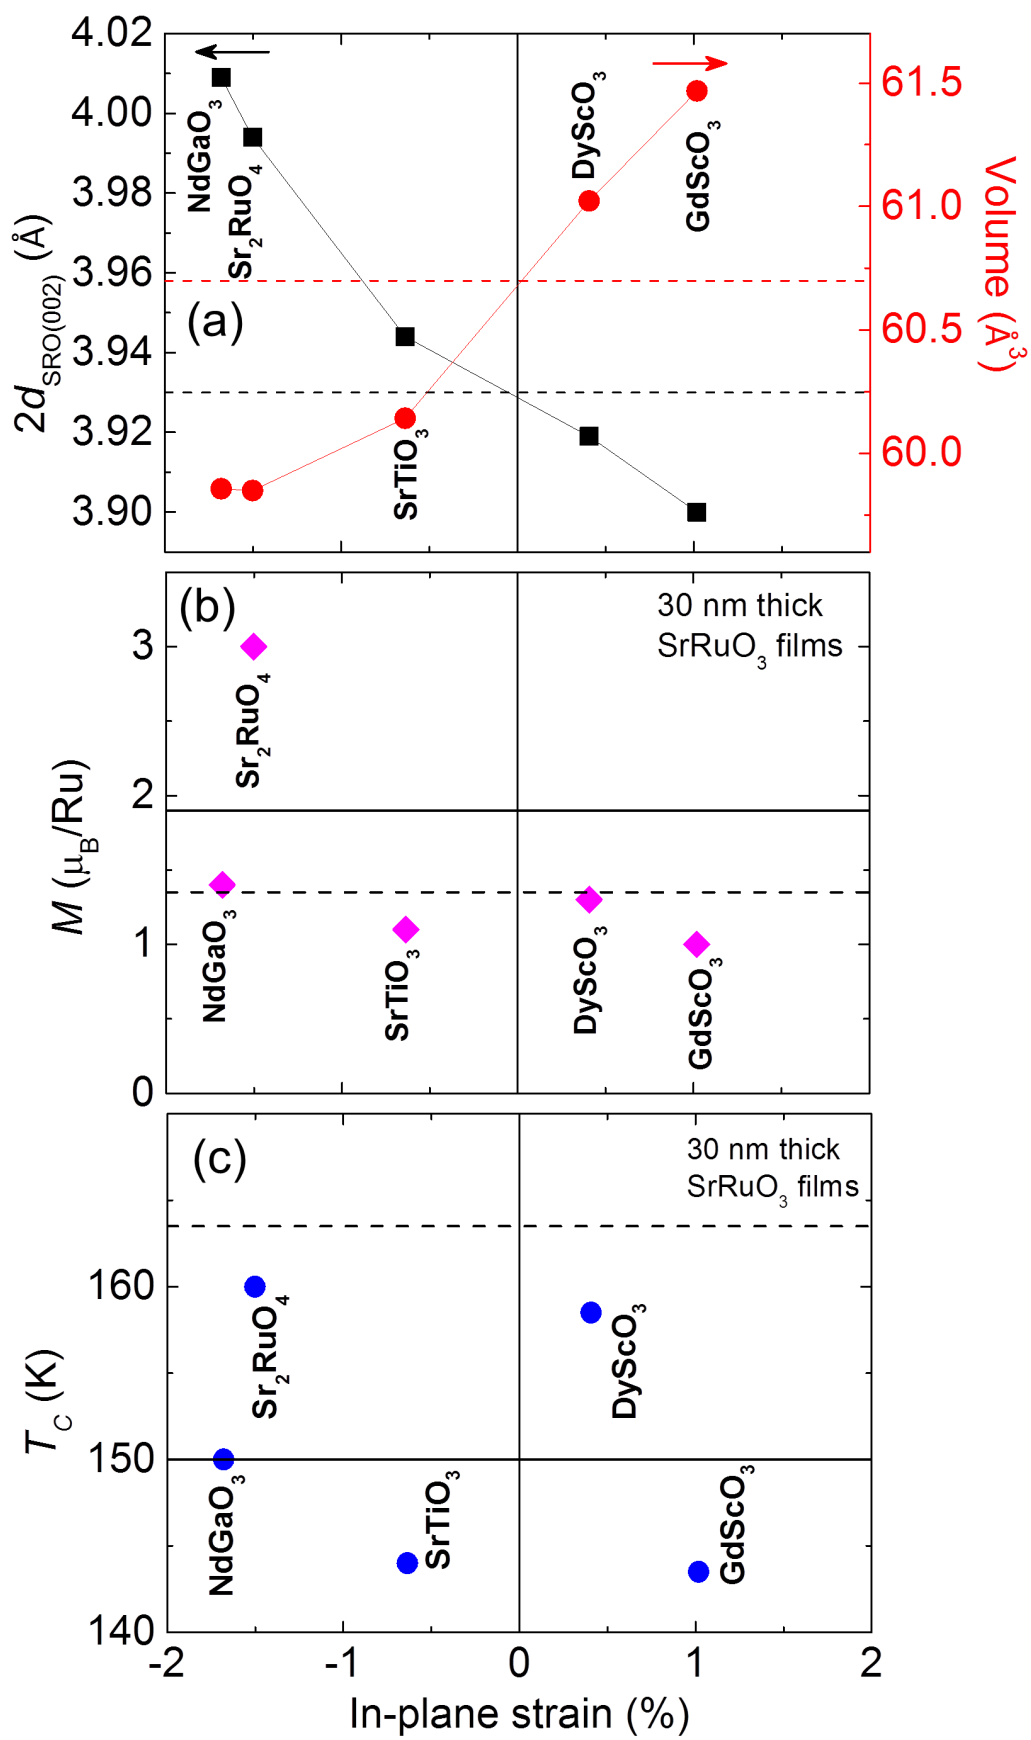 4.02
4.00
3.98
3.96
3.94
3.92
3.90
2d_SRO(002) (Å)
(a)
NdGaO₃
Sr₂RuO₄
SrTiO₃
DyScO₃
GdScO₃
61.5
61.0
60.5
60.0
Volume (Å³)
(b)
30 nm thick
SrRuO₃ films
3
2
1
0
M (μ_B/Ru)
Sr₂RuO₄
NdGaO₃
SrTiO₃
DyScO₃
GdScO₃
(c)
30 nm thick
SrRuO₃ films
160
150
140
T_C (K)
Sr₂RuO₄
DyScO₃
NdGaO₃
SrTiO₃
GdScO₃
-2 -1 0 1 2
In-plane strain (%)